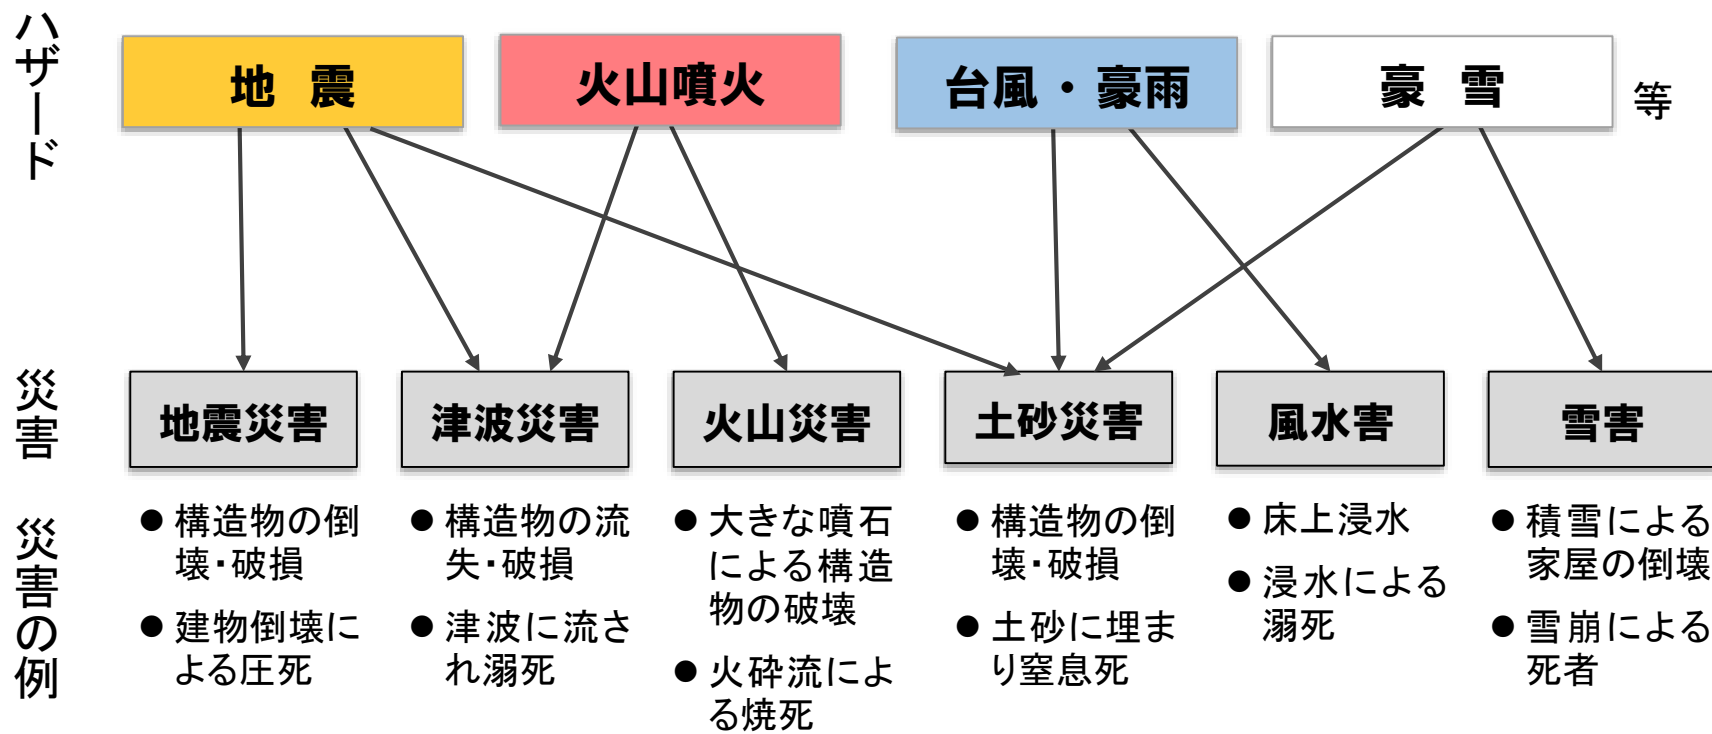 ハザード
地 震
火山噴火
台風・豪雨
豪 雪
等
災害
地震災害
津波災害
火山災害
土砂災害
風水害
雪害
災害の例
● 構造物の倒
壊・破損
● 建物倒壊に
よる圧死
● 構造物の流
失・破損
● 津波に流さ
れ溺死
● 大きな噴石
による構造
物の破壊
● 火砕流によ
る焼死
● 構造物の倒
壊・破損
● 土砂に埋ま
り窒息死
● 床上浸水
● 浸水による
溺死
● 積雪による
家屋の倒壊
● 雪崩による
死者